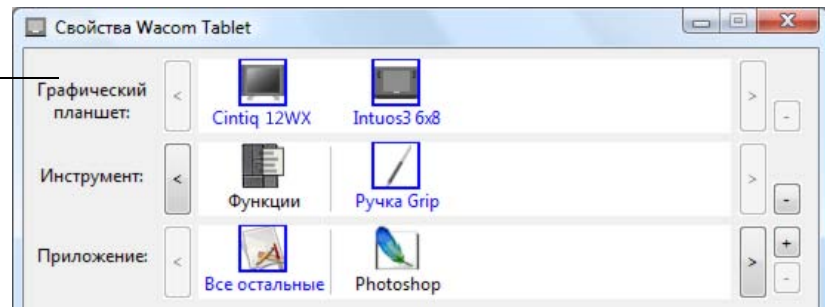 Свойства Wacom Tablet
Графический
планшет:
Cintiq 12WX Intuos3 6x8
Инструмент:
Функции Ручка Grip
Приложение:
Все остальные Photoshop